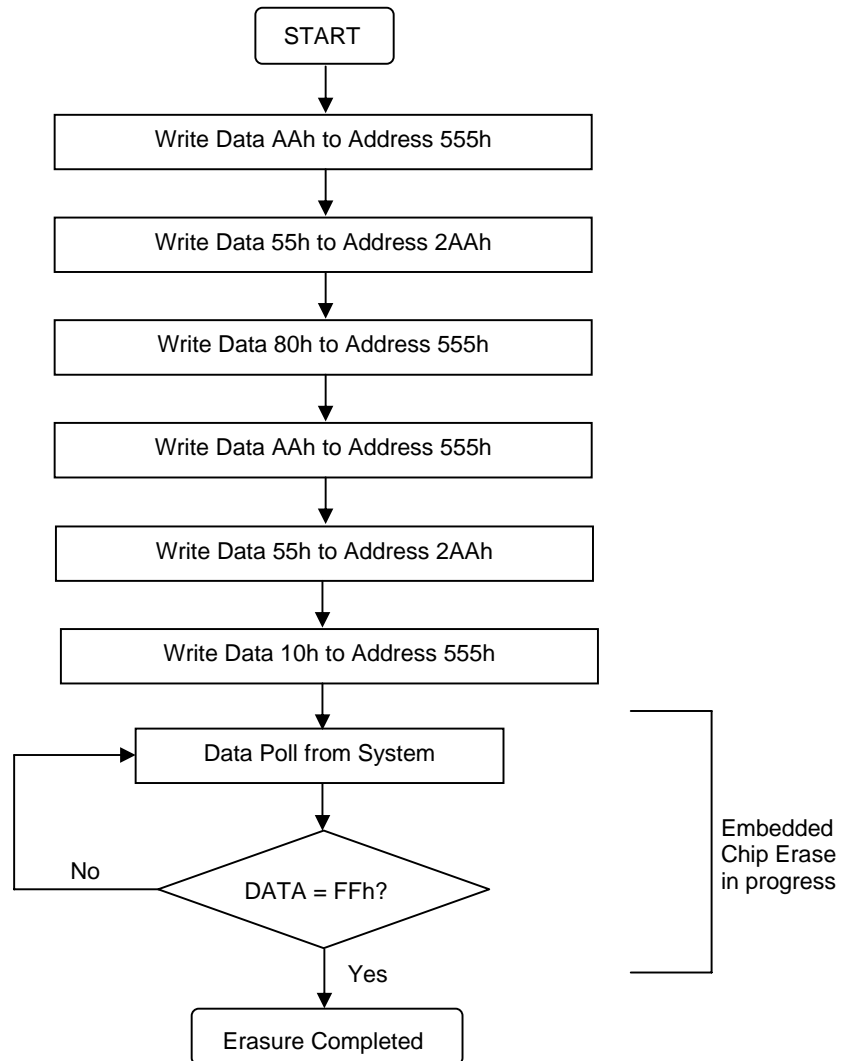 START
Write Data AAh to Address 555h
Write Data 55h to Address 2AAh
Write Data 80h to Address 555h
Write Data AAh to Address 555h
Write Data 55h to Address 2AAh
Write Data 10h to Address 555h
Data Poll from System
No
DATA = FFh?
Yes
Erasure Completed
Embedded
Chip Erase
in progress